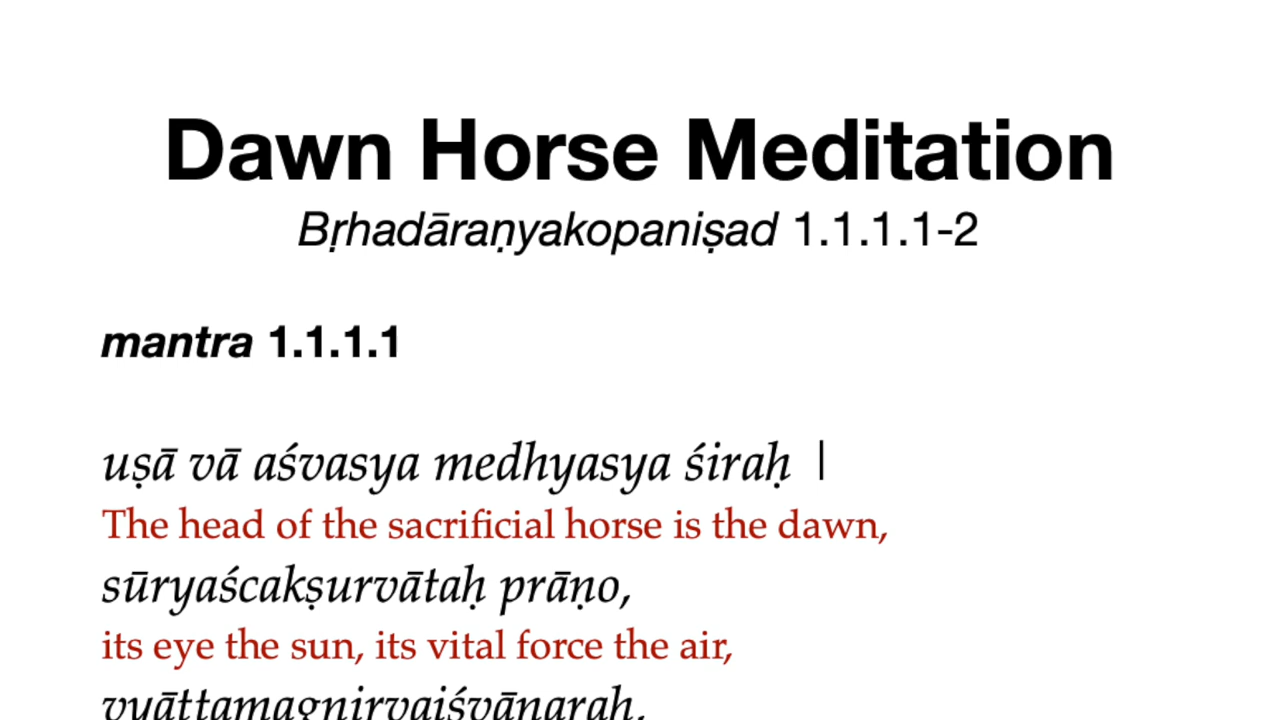 Dawn Horse Meditation
Bṛhadāraṇyakopaniṣad 1.1.1.1-2
mantra 1.1.1.1
uṣā vā aśvasya medhyasya śiraḥ |
The head of the sacrificial horse is the dawn,
sūryaścakṣurvātaḥ prāṇo,
its eye the sun, its vital force the air,
vyāttamagnirvaiśvānaraḥ,